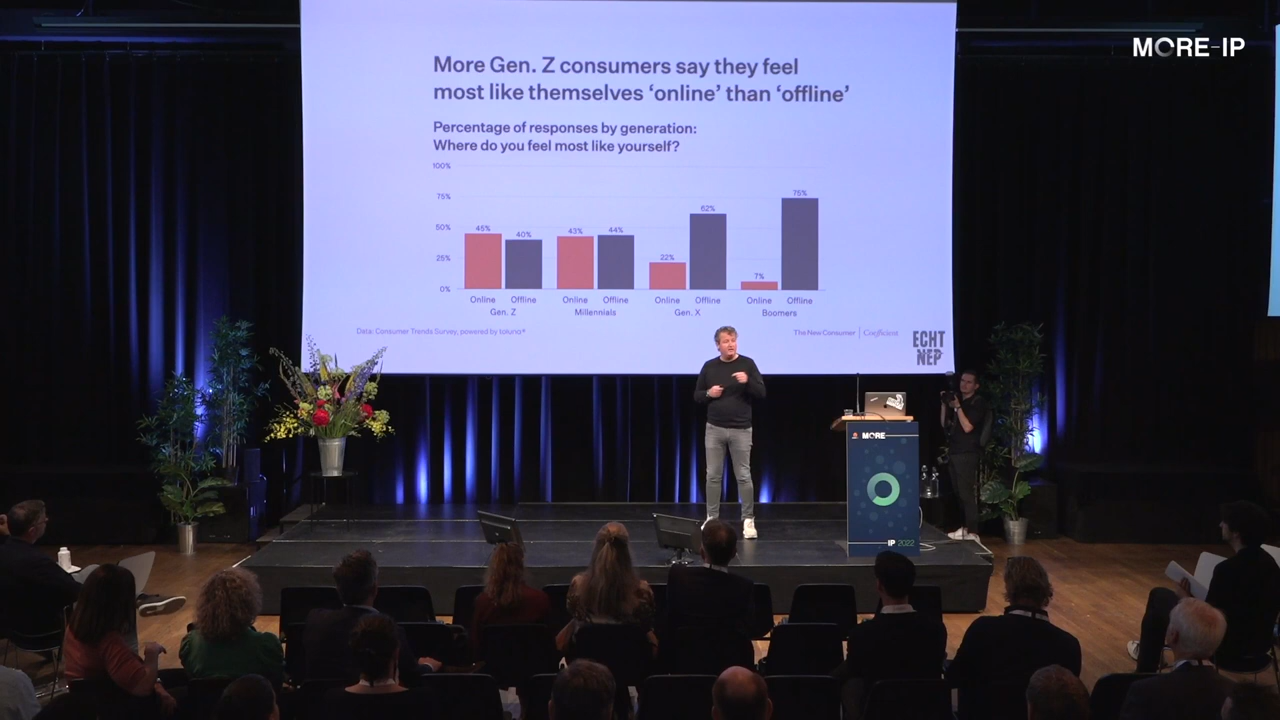 MORE-IP
More Gen. Z consumers say they feel
most like themselves ‘online’ than ‘offline’
Percentage of responses by generation:
Where do you feel most like yourself?
100%
75%
50%
25%
0%
45%
40%
43%
44%
22%
62%
7%
75%
Online Offline Online Offline Online Offline Online Offline
Gen. Z Millennials Gen. X Boomers
Data: Consumer Trends Survey, powered by toluna*
The New Consumer | Coefficient
ECHT
NEP
MORE
IP 2022